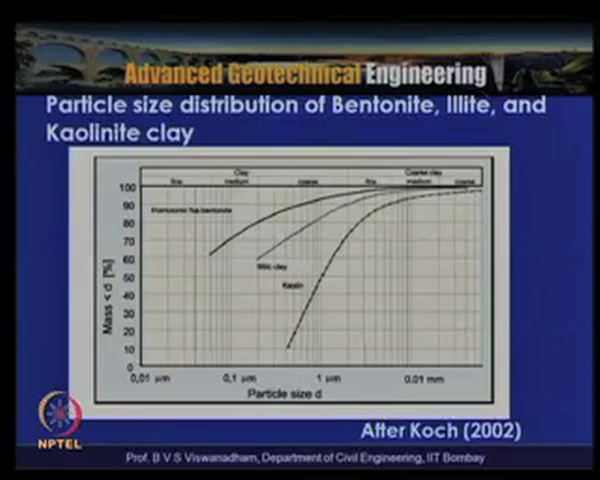 Advanced Geotechnical Engineering
Particle size distribution of Bentonite, Illite, and
Kaolinite clay
Clay
Coarse clay
fine medium coarse fine medium coarse
100
90
80
70
60
50
40
30
20
10
0
Illitic clay
Kaolin
Mass < d [%]
0,01 µm 0,1 µm 1 µm 0.01 mm
Particle size d
NPTEL
After Koch (2002)
Prof. B V S Viswanadham, Department of Civil Engineering, IIT Bombay